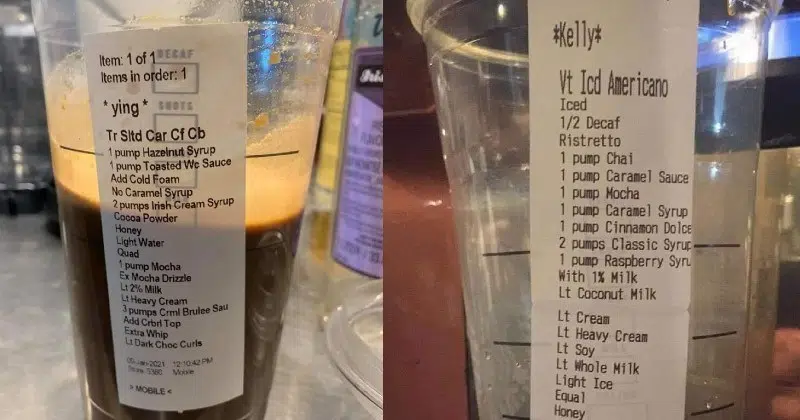 Item: 1 of 1
Items in order: 1
* ying *
Tr Sltd Car Cf Cb
1 pump Hazelnut Syrup
1 pump Toasted Wc Sauce
Add Cold Foam
No Caramel Syrup
2 pumps Irish Cream Syrup
Cocoa Powder
Honey
Light Water
Quad
1 pump Mocha
Ex Mocha Drizzle
Lt 2% Milk
Lt Heavy Cream
3 pumps Crml Brulee Sau
Add Crbrl Top
Extra Whip
Lt Dark Choc Curls
12:10:42 PM
> MOBILE <
DECAF
SHOTS
*Kelly*
Vt Icd Americano
Iced
1/2 Decaf
Ristretto
1 pump Chai
1 pump Caramel Sauce
1 pump Mocha
1 pump Caramel Syrup
1 pump Cinnamon Dolce
2 pumps Classic Syrup
1 pump Raspberry Syru
With 1% Milk
Lt Coconut Milk
Lt Cream
Lt Heavy Cream
Lt Soy
Lt Whole Milk
Light Ice
Equal
Honey